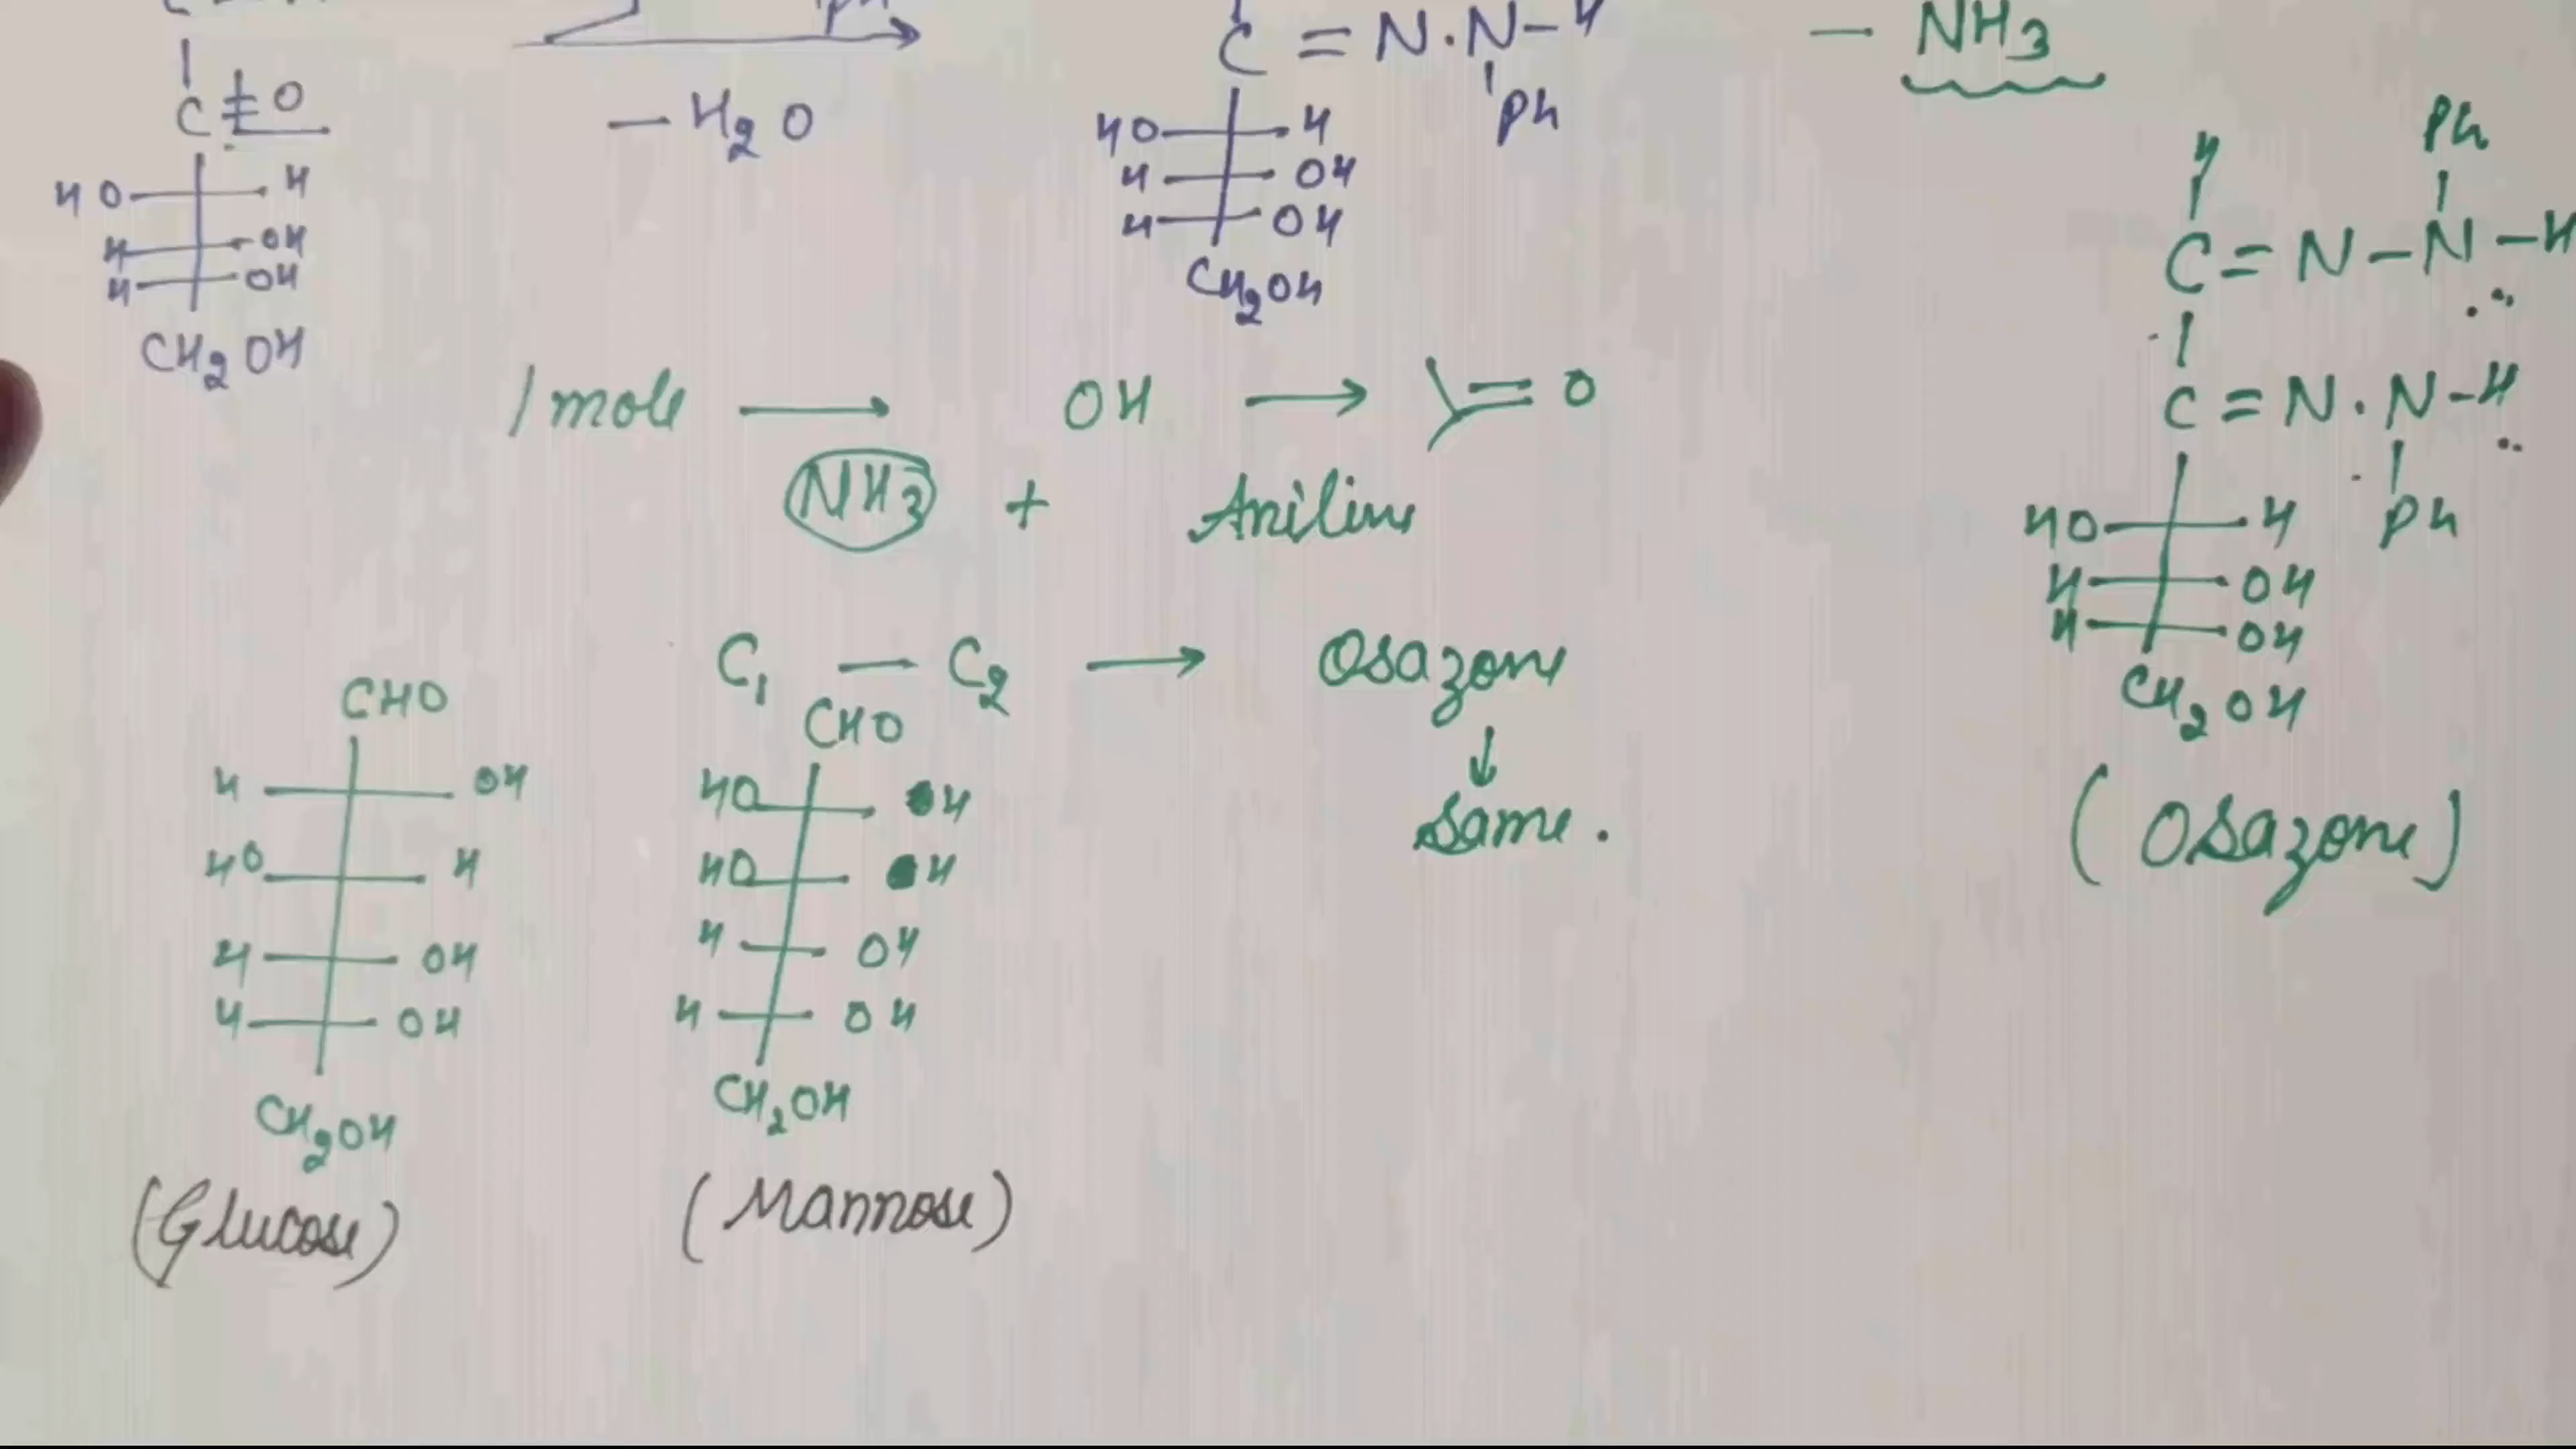 C = O
— H2O
HO H
H OH
H OH
CH2OH
C = N · N - H
Ph
HO H
H OH
H OH
CH2OH
— NH3
H Ph
C = N - N - H
C = N · N - H
Ph
HO H
H OH
H OH
CH2OH
(Osazone)
1 mole → OH → = O
NH3 + Aniline
C1 — C2 → Osazone
↓
Same .
CHO
H OH
HO H
H OH
H OH
CH2OH
(Glucose)
CHO
HO H
HO H
H OH
H OH
CH2OH
(Mannose)